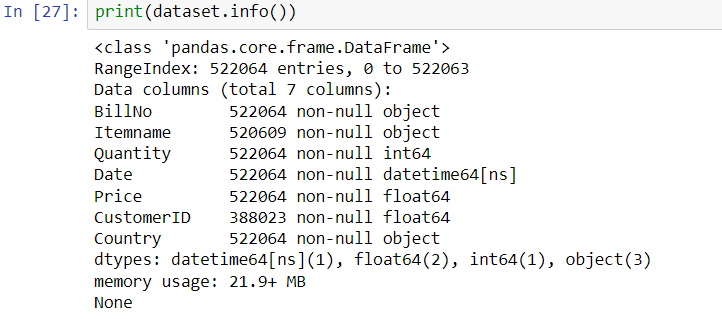 In [27]: print(dataset.info())
<class 'pandas.core.frame.DataFrame'>
RangeIndex: 522064 entries, 0 to 522063
Data columns (total 7 columns):
BillNo        522064 non-null object
Itemname      520609 non-null object
Quantity      522064 non-null int64
Date          522064 non-null datetime64[ns]
Price         522064 non-null float64
CustomerID    388023 non-null float64
Country       522064 non-null object
dtypes: datetime64[ns](1), float64(2), int64(1), object(3)
memory usage: 21.9+ MB
None